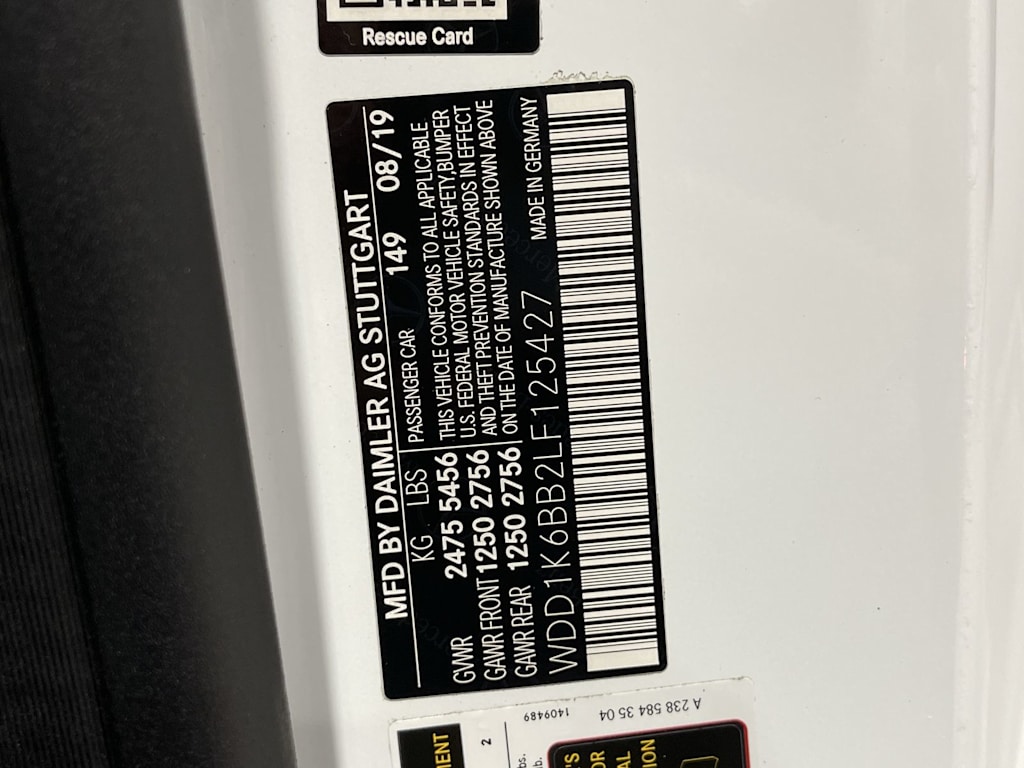 Rescue Card
MFD BY DAIMLER AG STUTTGART
KG LBS PASSENGER CAR 149 08/19
GVWR 2475 5456 THIS VEHICLE CONFORMS TO ALL APPLICABLE
U.S. FEDERAL MOTOR VEHICLE SAFETY,BUMPER
GAWR FRONT 1250 2756 AND THEFT PREVENTION STANDARDS IN EFFECT
GAWR REAR 1250 2756 ON THE DATE OF MANUFACTURE SHOWN ABOVE
WDD1K6BB2LF125427 MADE IN GERMANY
2
1409489
A 238 584 35 04